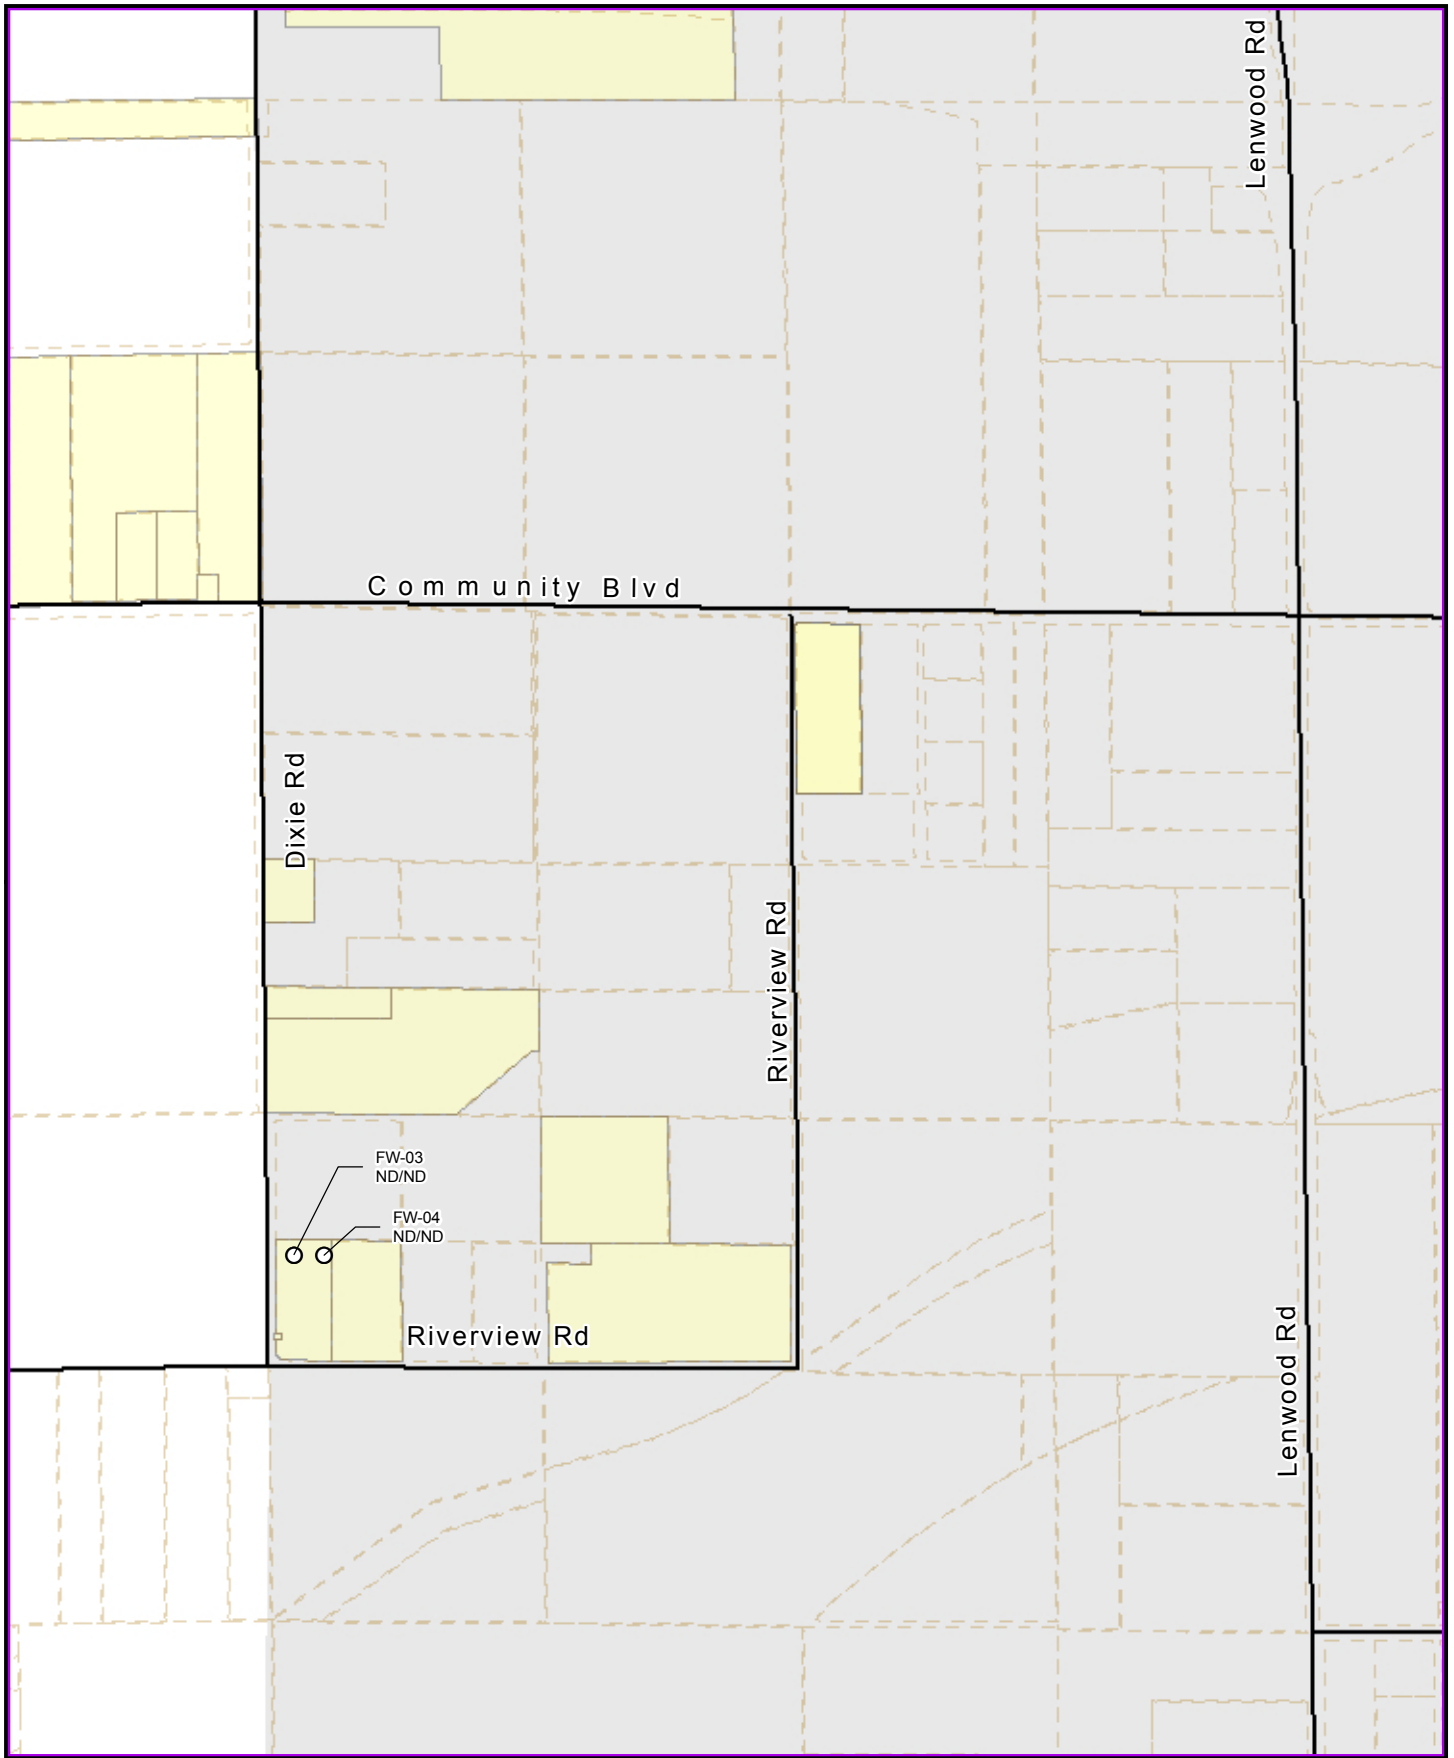 Lenwood Rd
Community Blvd
Dixie Rd
Riverview Rd
FW-03
ND/ND
FW-04
ND/ND
Riverview Rd
Lenwood Rd